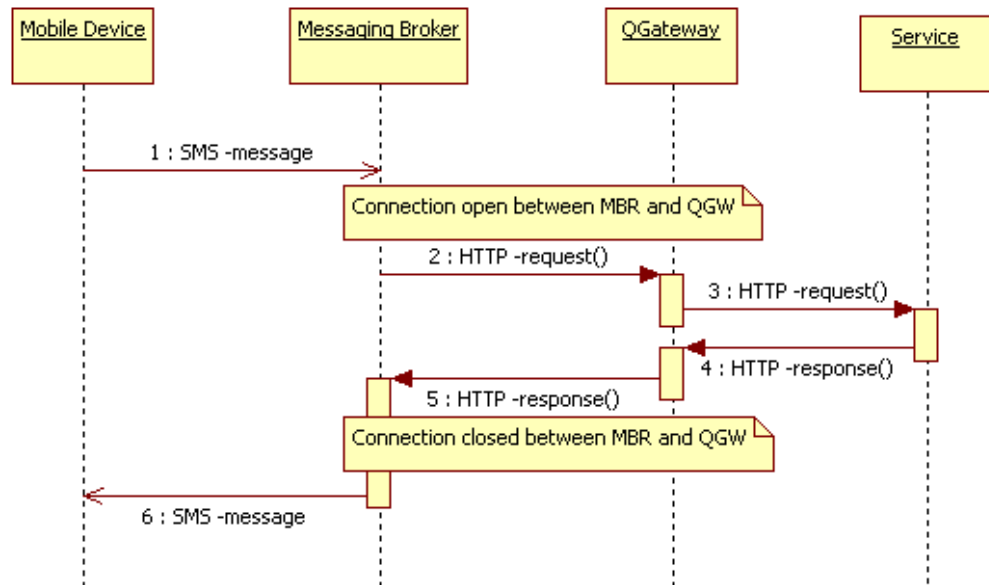 Mobile Device
Messaging Broker
QGateway
Service
1 : SMS -message
Connection open between MBR and QGW
2 : HTTP -request()
3 : HTTP -request()
4 : HTTP -response()
5 : HTTP -response()
Connection closed between MBR and QGW
6 : SMS -message